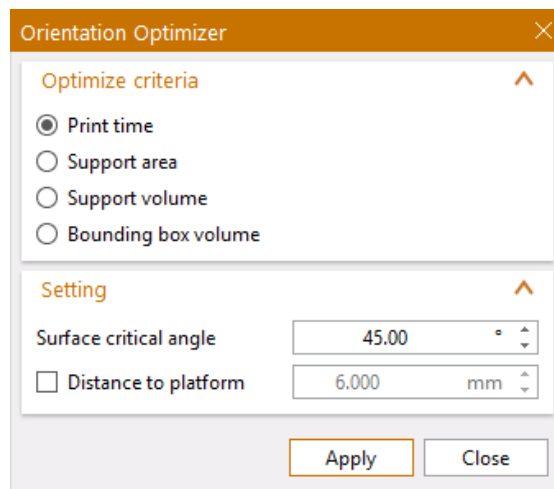 Orientation Optimizer
Optimize criteria
Print time
Support area
Support volume
Bounding box volume
Setting
Surface critical angle 45.00 °
Distance to platform 6.000 mm
Apply Close